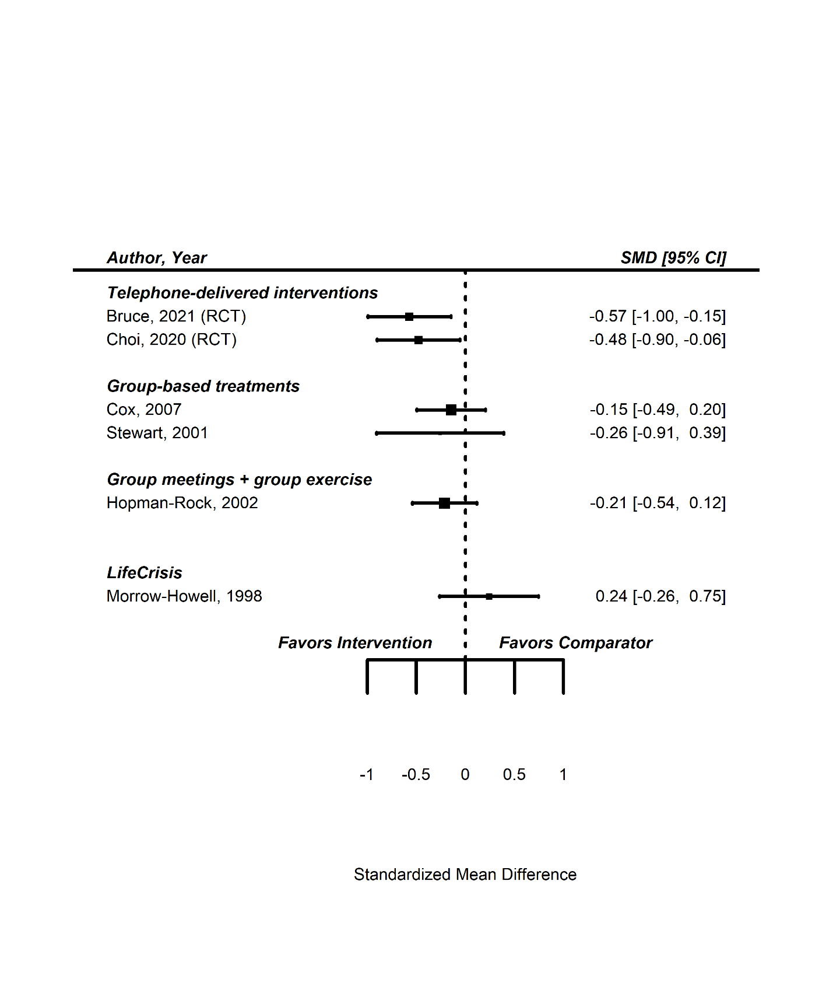 Author, Year SMD [95% CI]
Telephone-delivered interventions
Bruce, 2021 (RCT) -0.57 [-1.00, -0.15]
Choi, 2020 (RCT) -0.48 [-0.90, -0.06]
Group-based treatments
Cox, 2007 -0.15 [-0.49, 0.20]
Stewart, 2001 -0.26 [-0.91, 0.39]
Group meetings + group exercise
Hopman-Rock, 2002 -0.21 [-0.54, 0.12]
LifeCrisis
Morrow-Howell, 1998 0.24 [-0.26, 0.75]
Favors Intervention Favors Comparator
-1 -0.5 0 0.5 1
Standardized Mean Difference